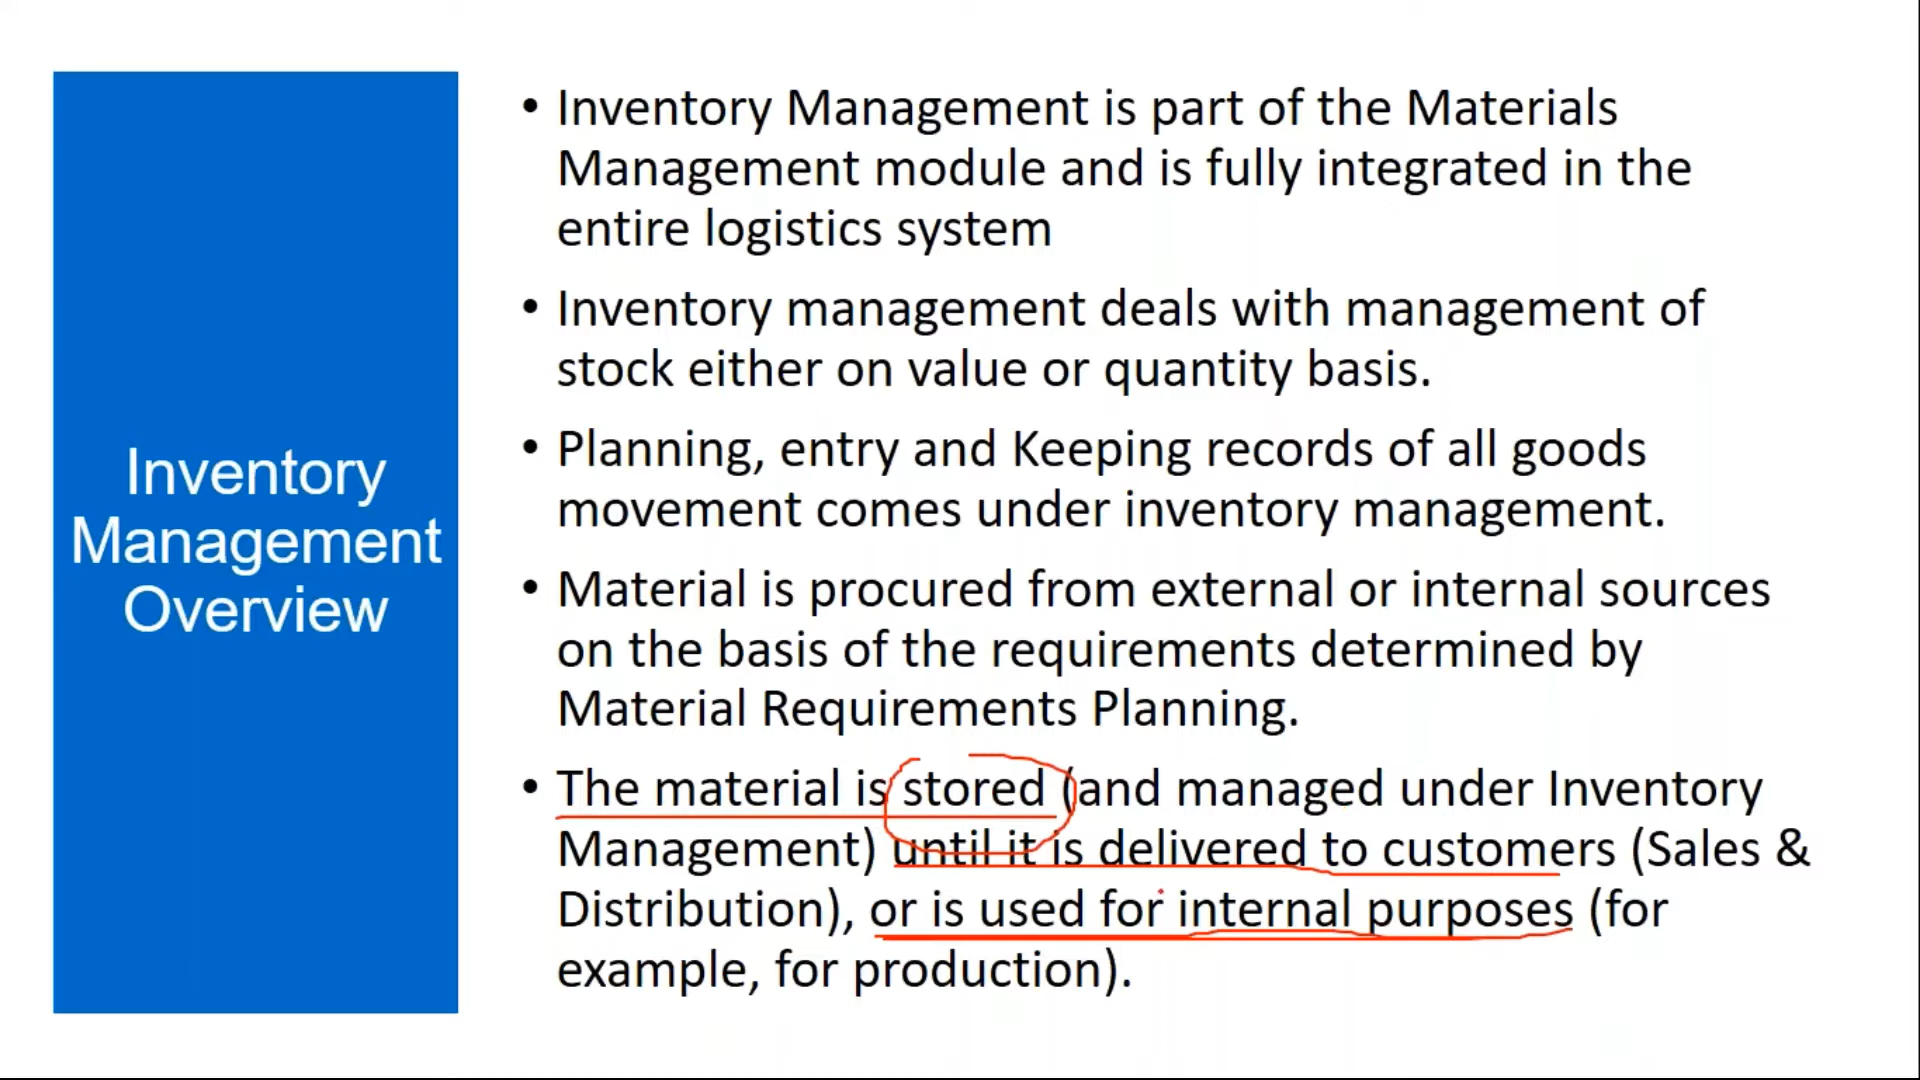 Inventory
Management
Overview
• Inventory Management is part of the Materials
Management module and is fully integrated in the
entire logistics system
• Inventory management deals with management of
stock either on value or quantity basis.
• Planning, entry and Keeping records of all goods
movement comes under inventory management.
• Material is procured from external or internal sources
on the basis of the requirements determined by
Material Requirements Planning.
• The material is stored (and managed under Inventory
Management) until it is delivered to customers (Sales &
Distribution), or is used for internal purposes (for
example, for production).